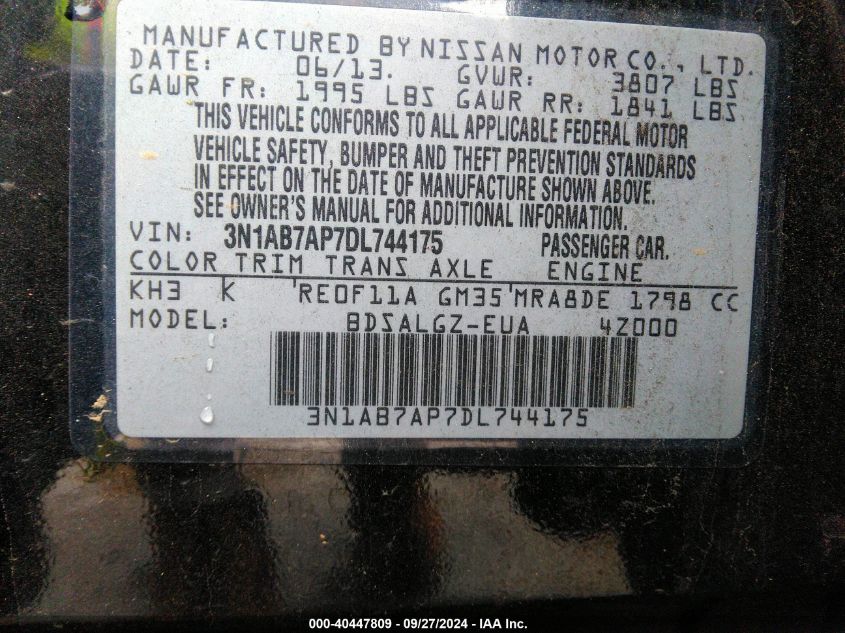 MANUFACTURED BY NISSAN MOTOR CO., LTD.
DATE: 06/13. GVWR: 3807 LBS
GAWR FR: 1995 LBS GAWR RR: 1841 LBS
THIS VEHICLE CONFORMS TO ALL APPLICABLE FEDERAL MOTOR
VEHICLE SAFETY, BUMPER AND THEFT PREVENTION STANDARDS
IN EFFECT ON THE DATE OF MANUFACTURE SHOWN ABOVE.
SEE OWNER'S MANUAL FOR ADDITIONAL INFORMATION.
VIN: 3N1AB7AP7DL744175 PASSENGER CAR.
COLOR TRIM TRANS AXLE ENGINE
KH3 K RE0F11A GM35 MRA8DE 1798 CC
MODEL: BDSALGZ-EUA 4Z000
3N1AB7AP7DL744175
000-40447809 - 09/27/2024 - IAA Inc.